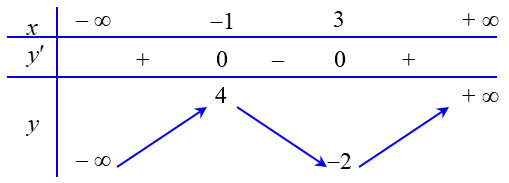 x – ∞ –1 3 + ∞
y′ + 0 – 0 +
4 + ∞
y
– ∞ –2